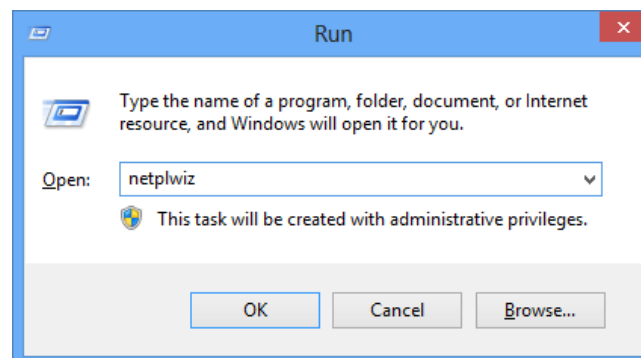 Run
Type the name of a program, folder, document, or Internet
resource, and Windows will open it for you.
Open: netplwiz
This task will be created with administrative privileges.
OK Cancel Browse...